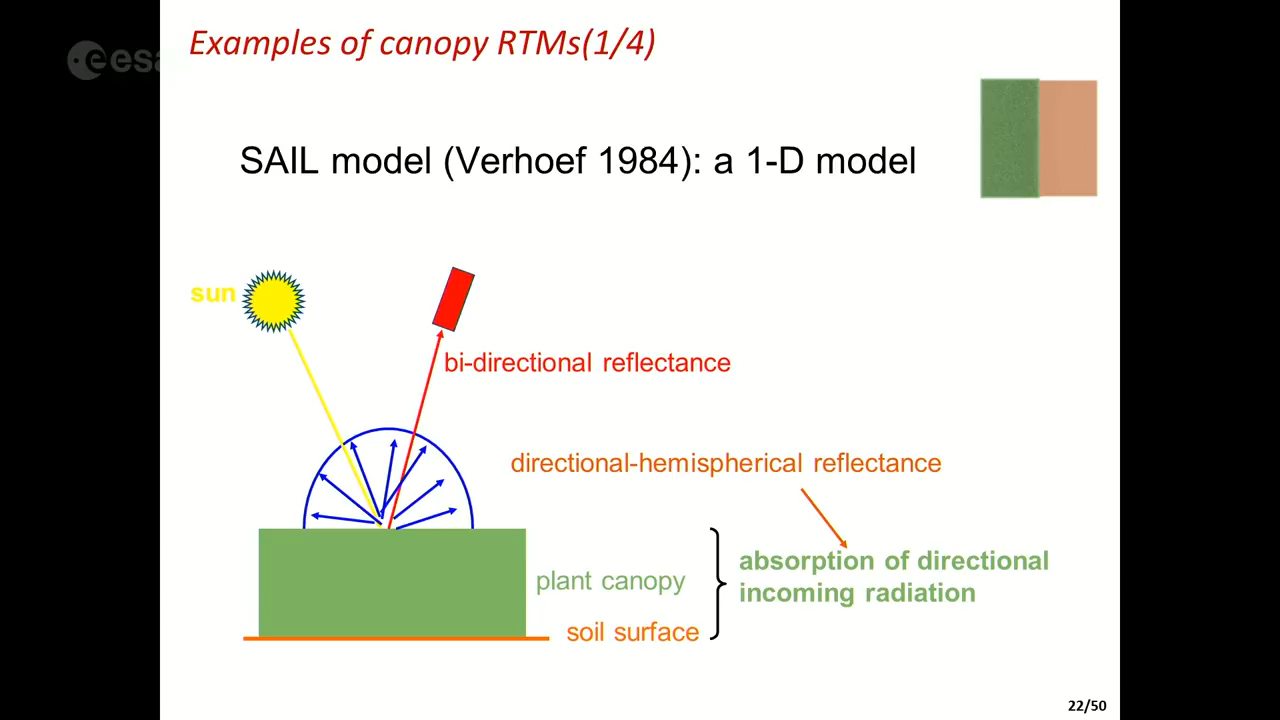 Examples of canopy RTMs(1/4)
esa
SAIL model (Verhoef 1984): a 1-D model
sun
bi-directional reflectance
directional-hemispherical reflectance
absorption of directional
incoming radiation
plant canopy
soil surface
22/50